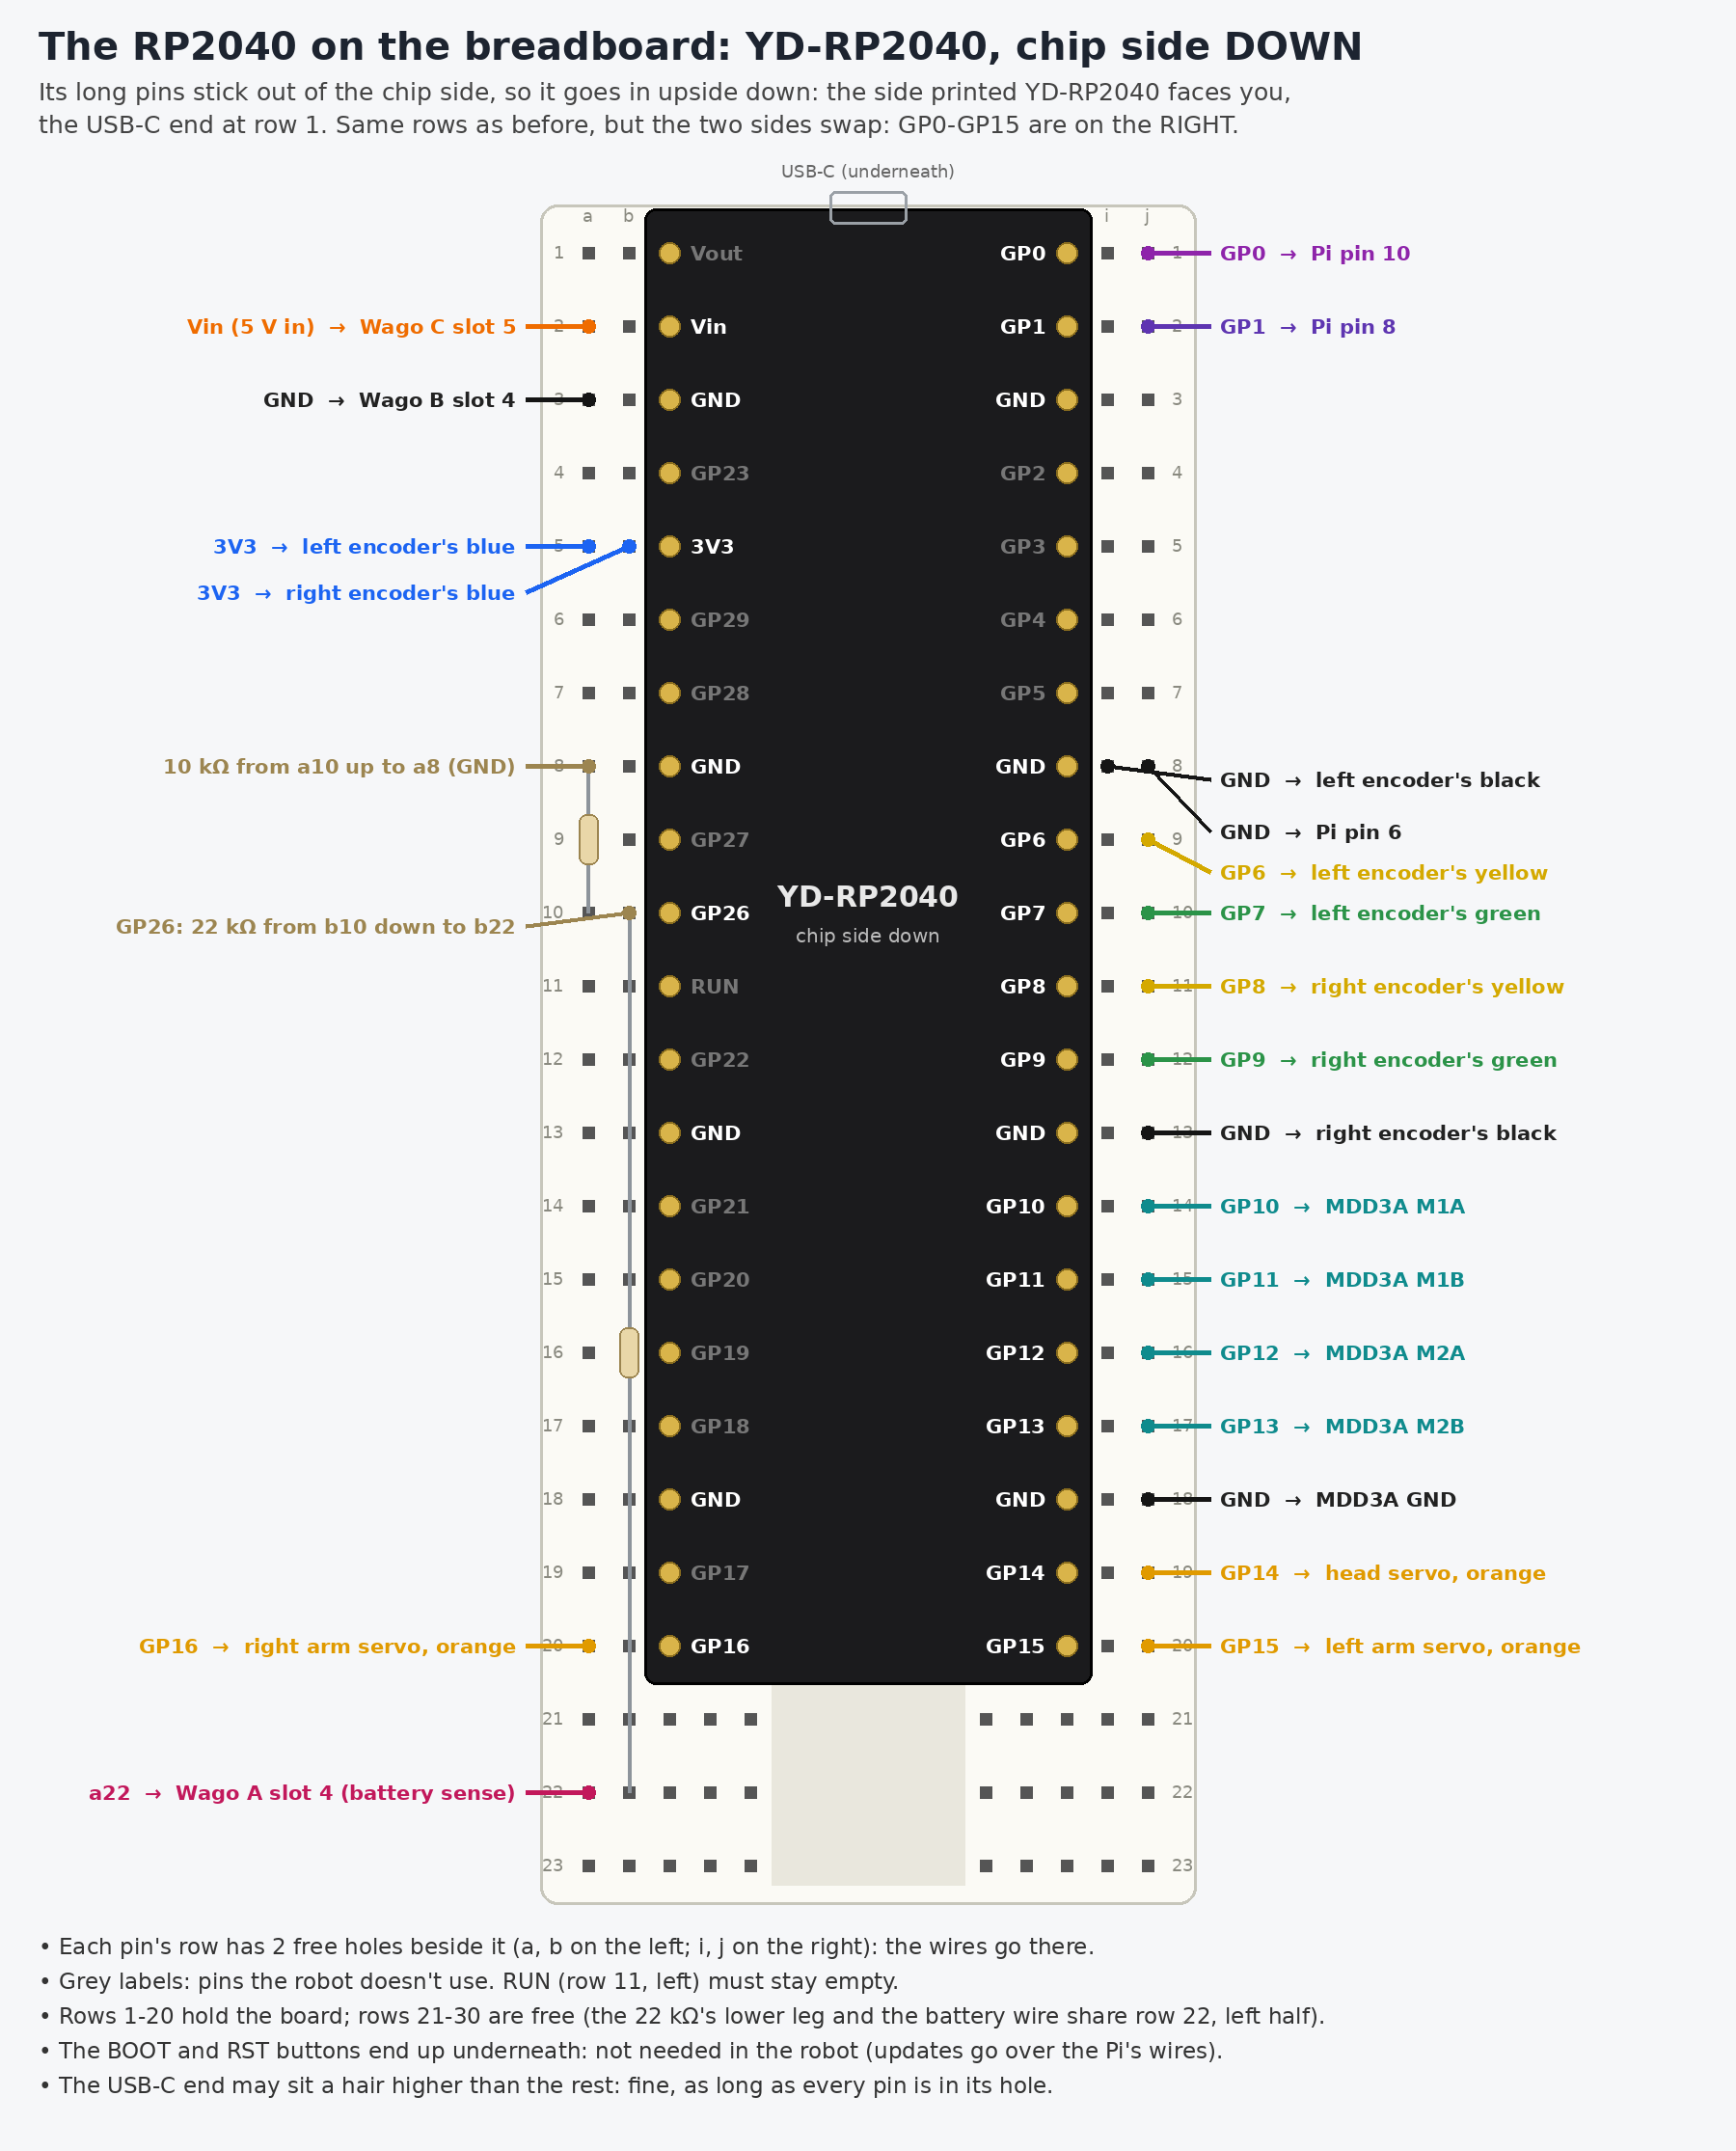 The RP2040 on the breadboard: YD-RP2040, chip side DOWN
Its long pins stick out of the chip side, so it goes in upside down: the side printed YD-RP2040 faces you,
the USB-C end at row 1. Same rows as before, but the two sides swap: GP0-GP15 are on the RIGHT.
USB-C (underneath)
a b i j
1 Vout GP0 1 GP0 → Pi pin 10
Vin (5 V in) → Wago C slot 5 2 Vin GP1 2 GP1 → Pi pin 8
GND → Wago B slot 4 3 GND GND 3
4 GP23 GP2 4
3V3 → left encoder's blue 5 3V3 GP3 5
3V3 → right encoder's blue
6 GP29 GP4 6
7 GP28 GP5 7
10 kΩ from a10 up to a8 (GND) 8 GND GND 8
GND → left encoder's black
GND → Pi pin 6
9 GP27 GP6 9
GP6 → left encoder's yellow
YD-RP2040
10 GP26 GP7 10 GP7 → left encoder's green
GP26: 22 kΩ from b10 down to b22
chip side down
11 RUN GP8 11 GP8 → right encoder's yellow
12 GP22 GP9 12 GP9 → right encoder's green
13 GND GND 13 GND → right encoder's black
14 GP21 GP10 14 GP10 → MDD3A M1A
15 GP20 GP11 15 GP11 → MDD3A M1B
16 GP19 GP12 16 GP12 → MDD3A M2A
17 GP18 GP13 17 GP13 → MDD3A M2B
18 GND GND 18 GND → MDD3A GND
19 GP17 GP14 19 GP14 → head servo, orange
GP16 → right arm servo, orange 20 GP16 GP15 20 GP15 → left arm servo, orange
21 21
a22 → Wago A slot 4 (battery sense) 22 22
23 23
• Each pin's row has 2 free holes beside it (a, b on the left; i, j on the right): the wires go there.
• Grey labels: pins the robot doesn't use. RUN (row 11, left) must stay empty.
• Rows 1-20 hold the board; rows 21-30 are free (the 22 kΩ's lower leg and the battery wire share row 22, left half).
• The BOOT and RST buttons end up underneath: not needed in the robot (updates go over the Pi's wires).
• The USB-C end may sit a hair higher than the rest: fine, as long as every pin is in its hole.